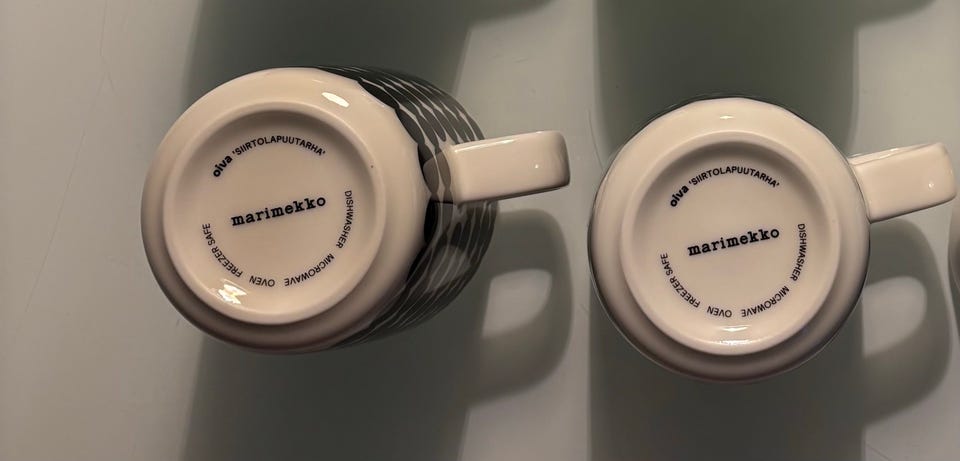 oiva 'SIIRTOLAPUUTARHA'
marimekko
DISHWASHER MICROWAVE OVEN FREEZER SAFE
oiva 'SIIRTOLAPUUTARHA'
marimekko
DISHWASHER MICROWAVE OVEN FREEZER SAFE